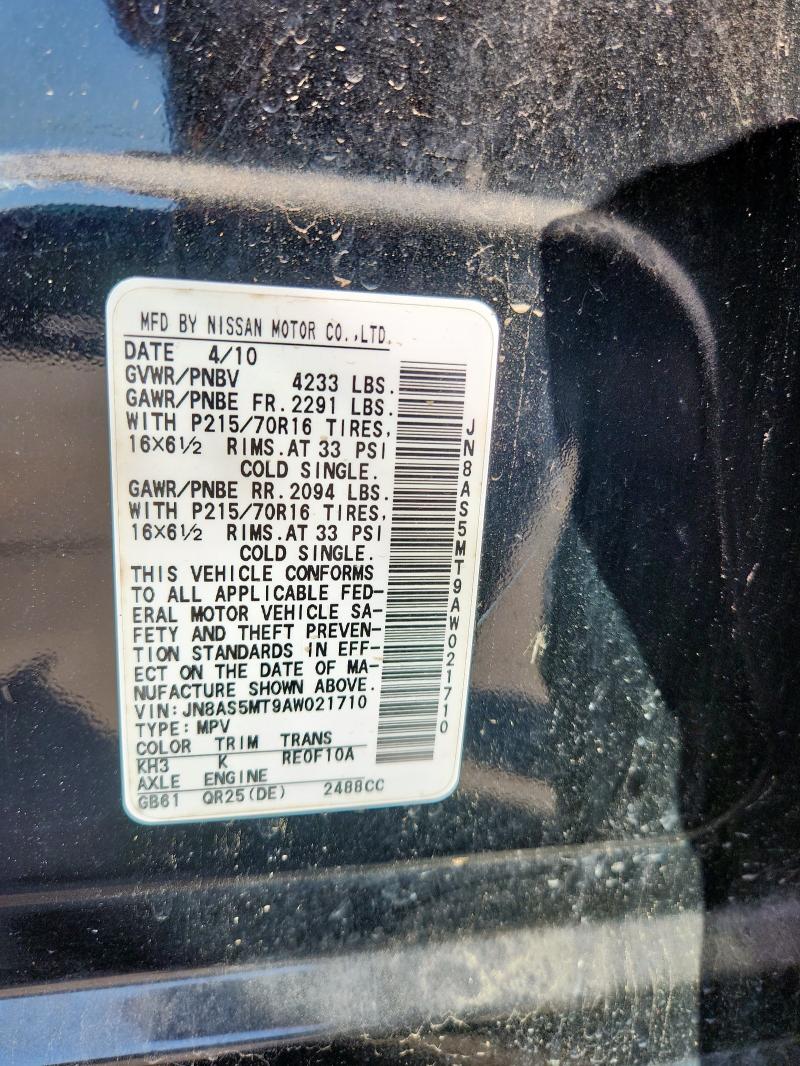 MFD BY NISSAN MOTOR CO.,LTD.
DATE 4/10
GVWR/PNBV 4233 LBS.
GAWR/PNBE FR.2291 LBS.
WITH P215/70R16 TIRES,
16×6½ RIMS.AT 33 PSI
COLD SINGLE.
GAWR/PNBE RR.2094 LBS.
WITH P215/70R16 TIRES,
16×6½ RIMS.AT 33 PSI
COLD SINGLE.
THIS VEHICLE CONFORMS
TO ALL APPLICABLE FED-
ERAL MOTOR VEHICLE SA-
FETY AND THEFT PREVEN-
TION STANDARDS IN EFF-
ECT ON THE DATE OF MA-
NUFACTURE SHOWN ABOVE.
VIN:JN8AS5MT9AW021710
TYPE:MPV
COLOR TRIM TRANS
KH3 K RE0F10A
AXLE ENGINE
GB61 QR25(DE) 2488CC
JN8AS5MT9AW021710